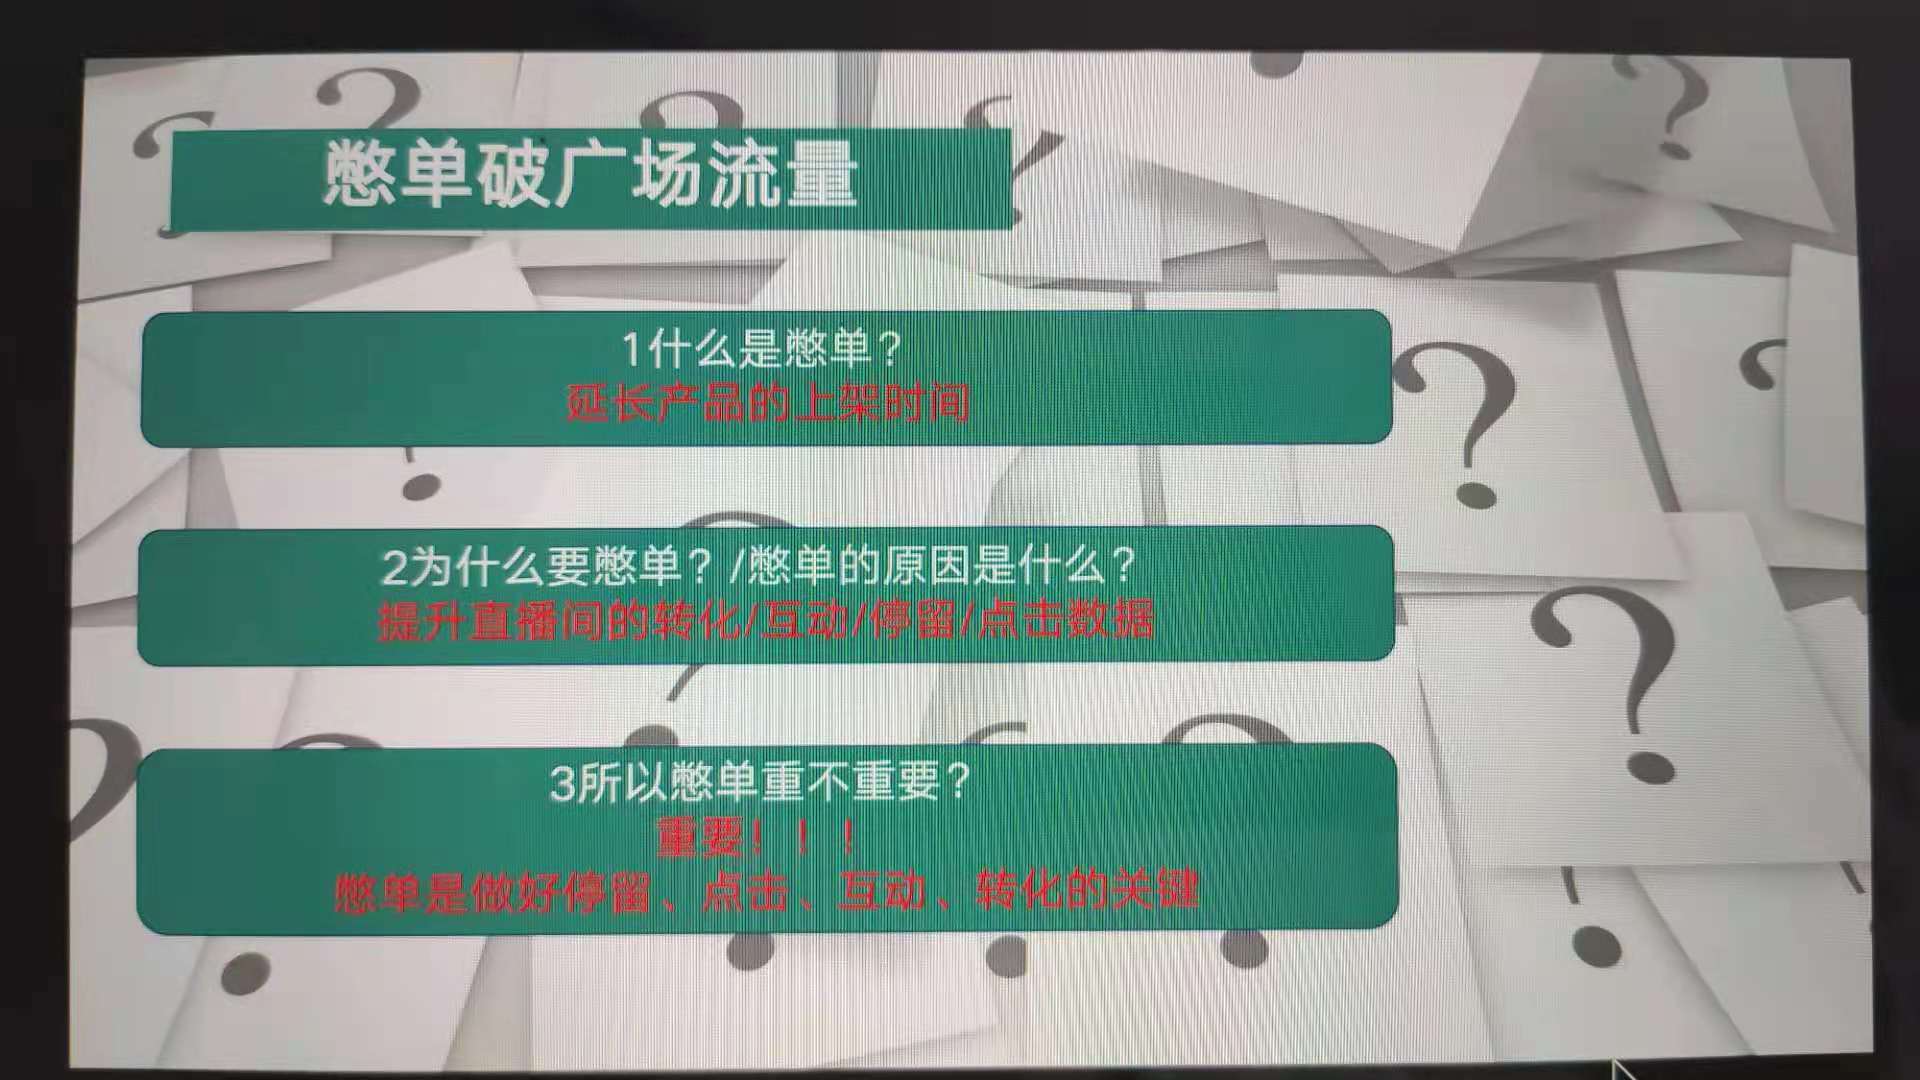 憋单破广场流量
1什么是憋单？
延长产品的上架时间
2为什么要憋单？/憋单的原因是什么？
提升直播间的转化/互动/停留/点击数据
3所以憋单重不重要？
重要！！！
憋单是做好停留、点击、互动、转化的关键